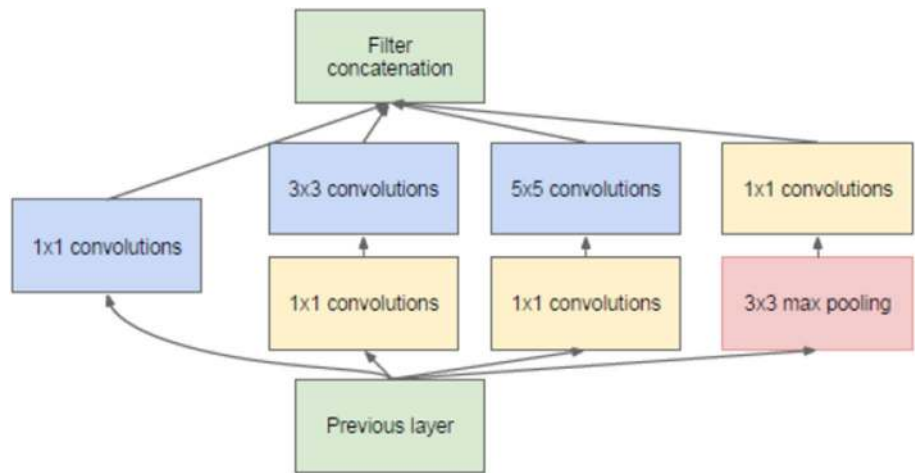 Filter
concatenation
3x3 convolutions
5x5 convolutions
1x1 convolutions
1x1 convolutions
1x1 convolutions
1x1 convolutions
3x3 max pooling
Previous layer